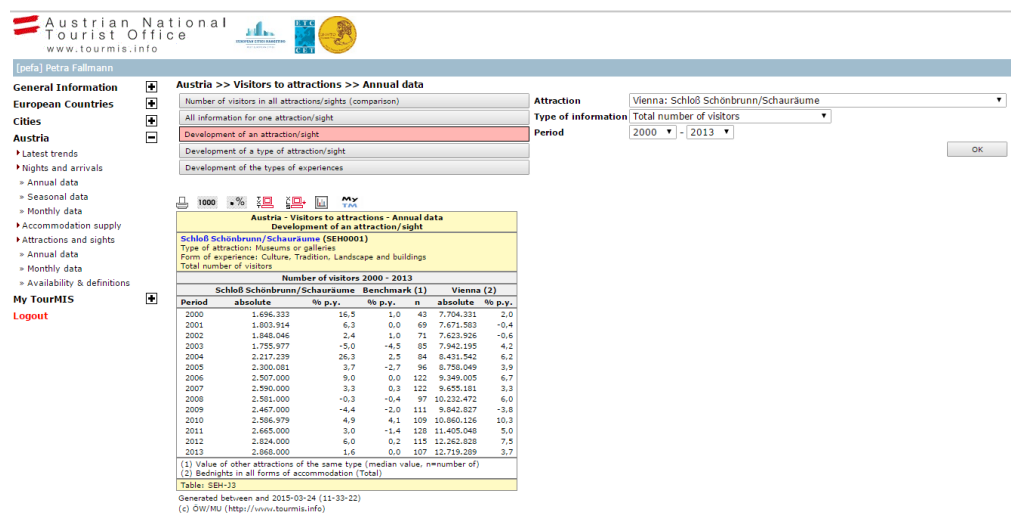 Austrian National
Tourist Office
www.tourmis.info
EUROPEAN CITIES MARKETING
ETC
CET
[pefa] Petra Fallmann
General Information
European Countries
Cities
Austria
Latest trends
Nights and arrivals
» Annual data
» Seasonal data
» Monthly data
Accommodation supply
Attractions and sights
» Annual data
» Monthly data
» Availability & definitions
My TourMIS
Logout
Austria >> Visitors to attractions >> Annual data
Number of visitors in all attractions/sights (comparison)
All information for one attraction/sight
Development of an attraction/sight
Development of a type of attraction/sight
Development of the types of experiences
Attraction Vienna: Schloß Schönbrunn/Schauräume
Type of information Total number of visitors
Period 2000 - 2013
OK
1000 .% MY TM
Austria - Visitors to attractions - Annual data
Development of an attraction/sight
Schloß Schönbrunn/Schauräume (SEH0001)
Type of attraction: Museums or galleries
Form of experience: Culture, Tradition, Landscape and buildings
Total number of visitors
Number of visitors 2000 - 2013
Schloß Schönbrunn/Schauräume Benchmark (1) Vienna (2)
Period absolute % p.y. % p.y. n absolute % p.y.
2000 1.696.333 16,5 1,0 43 7.704.331 2,0
2001 1.803.914 6,3 0,0 69 7.671.583 -0,4
2002 1.848.046 2,4 1,0 71 7.623.926 -0,6
2003 1.755.977 -5,0 -4,5 85 7.942.195 4,2
2004 2.217.239 26,3 2,5 84 8.431.542 6,2
2005 2.300.081 3,7 -2,7 96 8.758.049 3,9
2006 2.507.000 9,0 0,0 122 9.349.005 6,7
2007 2.590.000 3,3 0,3 122 9.655.181 3,3
2008 2.581.000 -0,3 -0,4 97 10.232.472 6,0
2009 2.467.000 -4,4 -2,0 111 9.842.827 -3,8
2010 2.586.979 4,9 4,1 109 10.860.126 10,3
2011 2.665.000 3,0 -1,4 128 11.405.048 5,0
2012 2.824.000 6,0 0,2 115 12.262.828 7,5
2013 2.868.000 1,6 0,0 107 12.719.289 3,7
(1) Value of other attractions of the same type (median value, n=number of)
(2) Bednights in all forms of accommodation (Total)
Table: SEH-J3
Generated between and 2015-03-24 (11-33-22)
(c) ÖW/MU (http://www.tourmis.info)